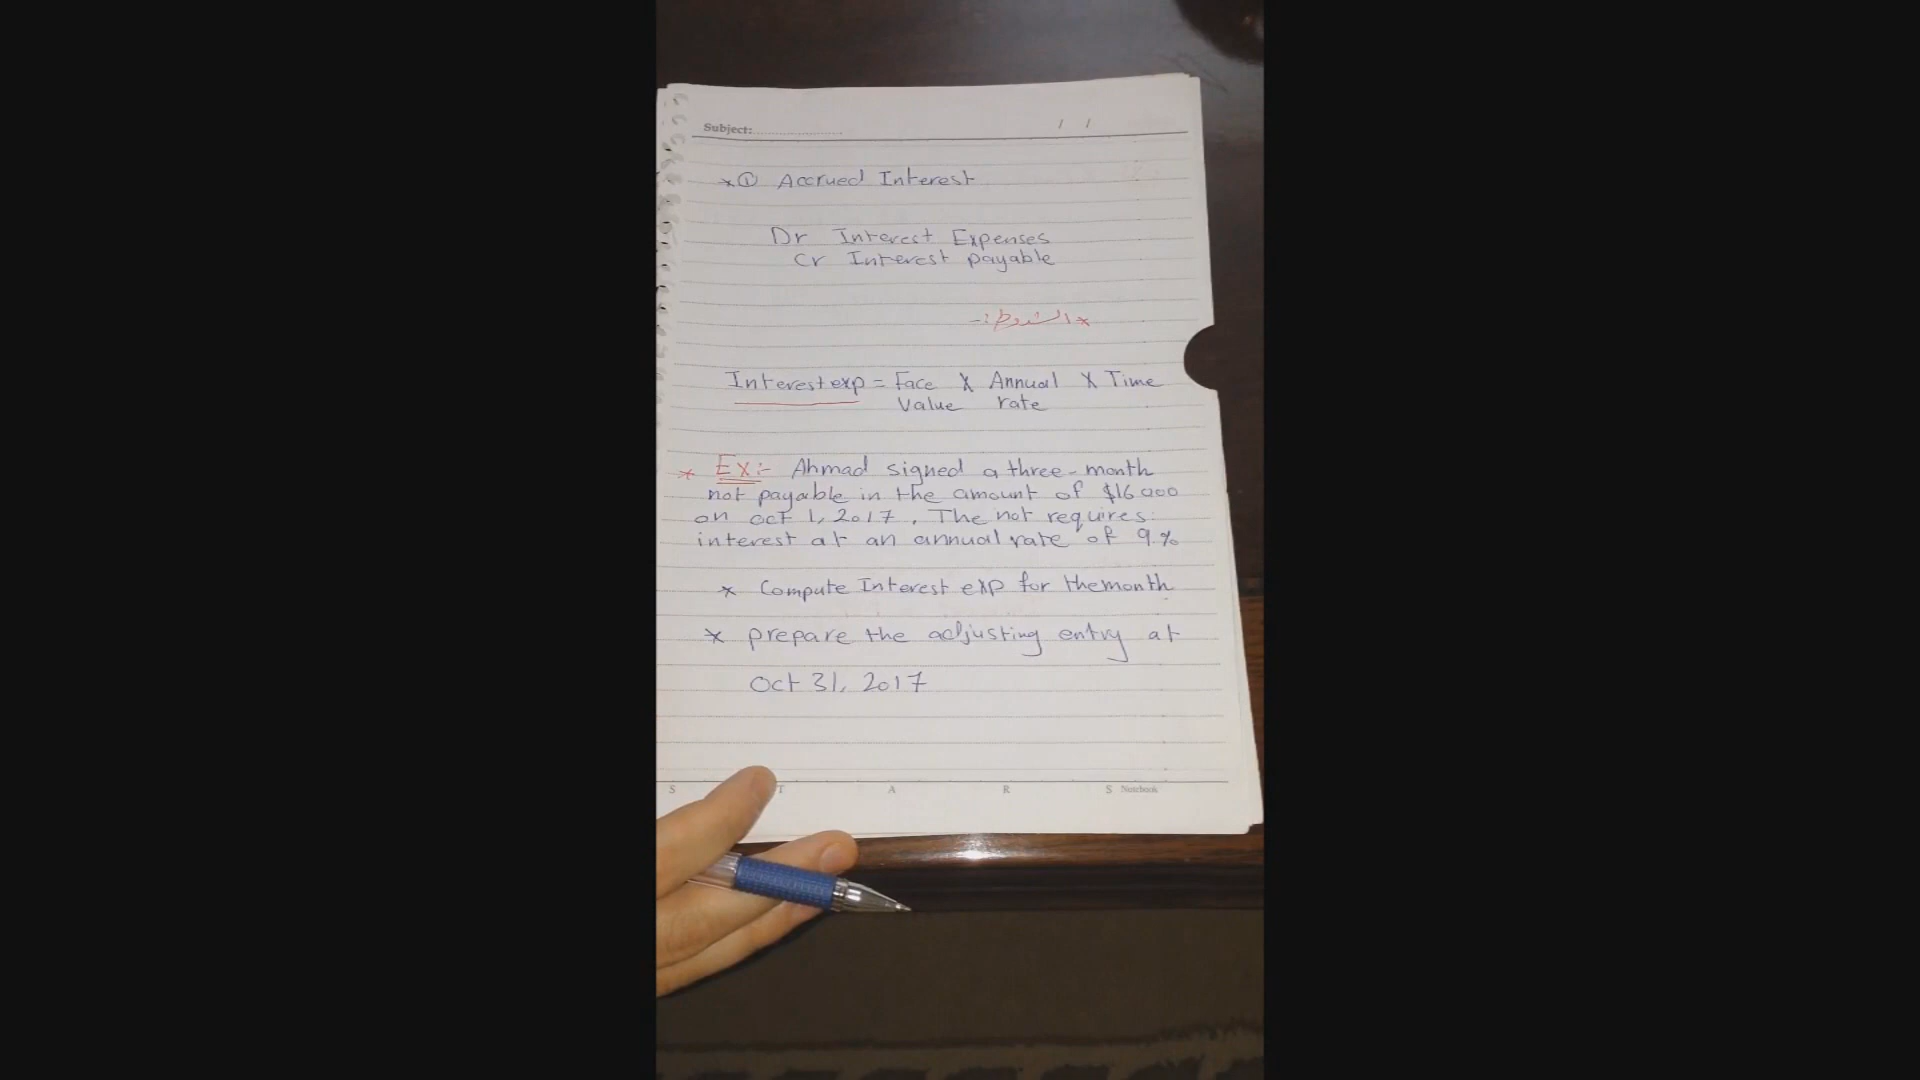 Subject:........................ / /
*① Accrued Interest
Dr Interest Expenses
Cr Interest payable
* الشروط :-
Interest exp = Face X Annual X Time
Value rate
* Ex:- Ahmad signed a three-month
not payable in the amount of $16000
on oct 1, 2017. The not requires
interest at an annual rate of 9%
* Compute Interest exp for the month
* prepare the adjusting entry at
Oct 31, 2017
S T A R S Notebook